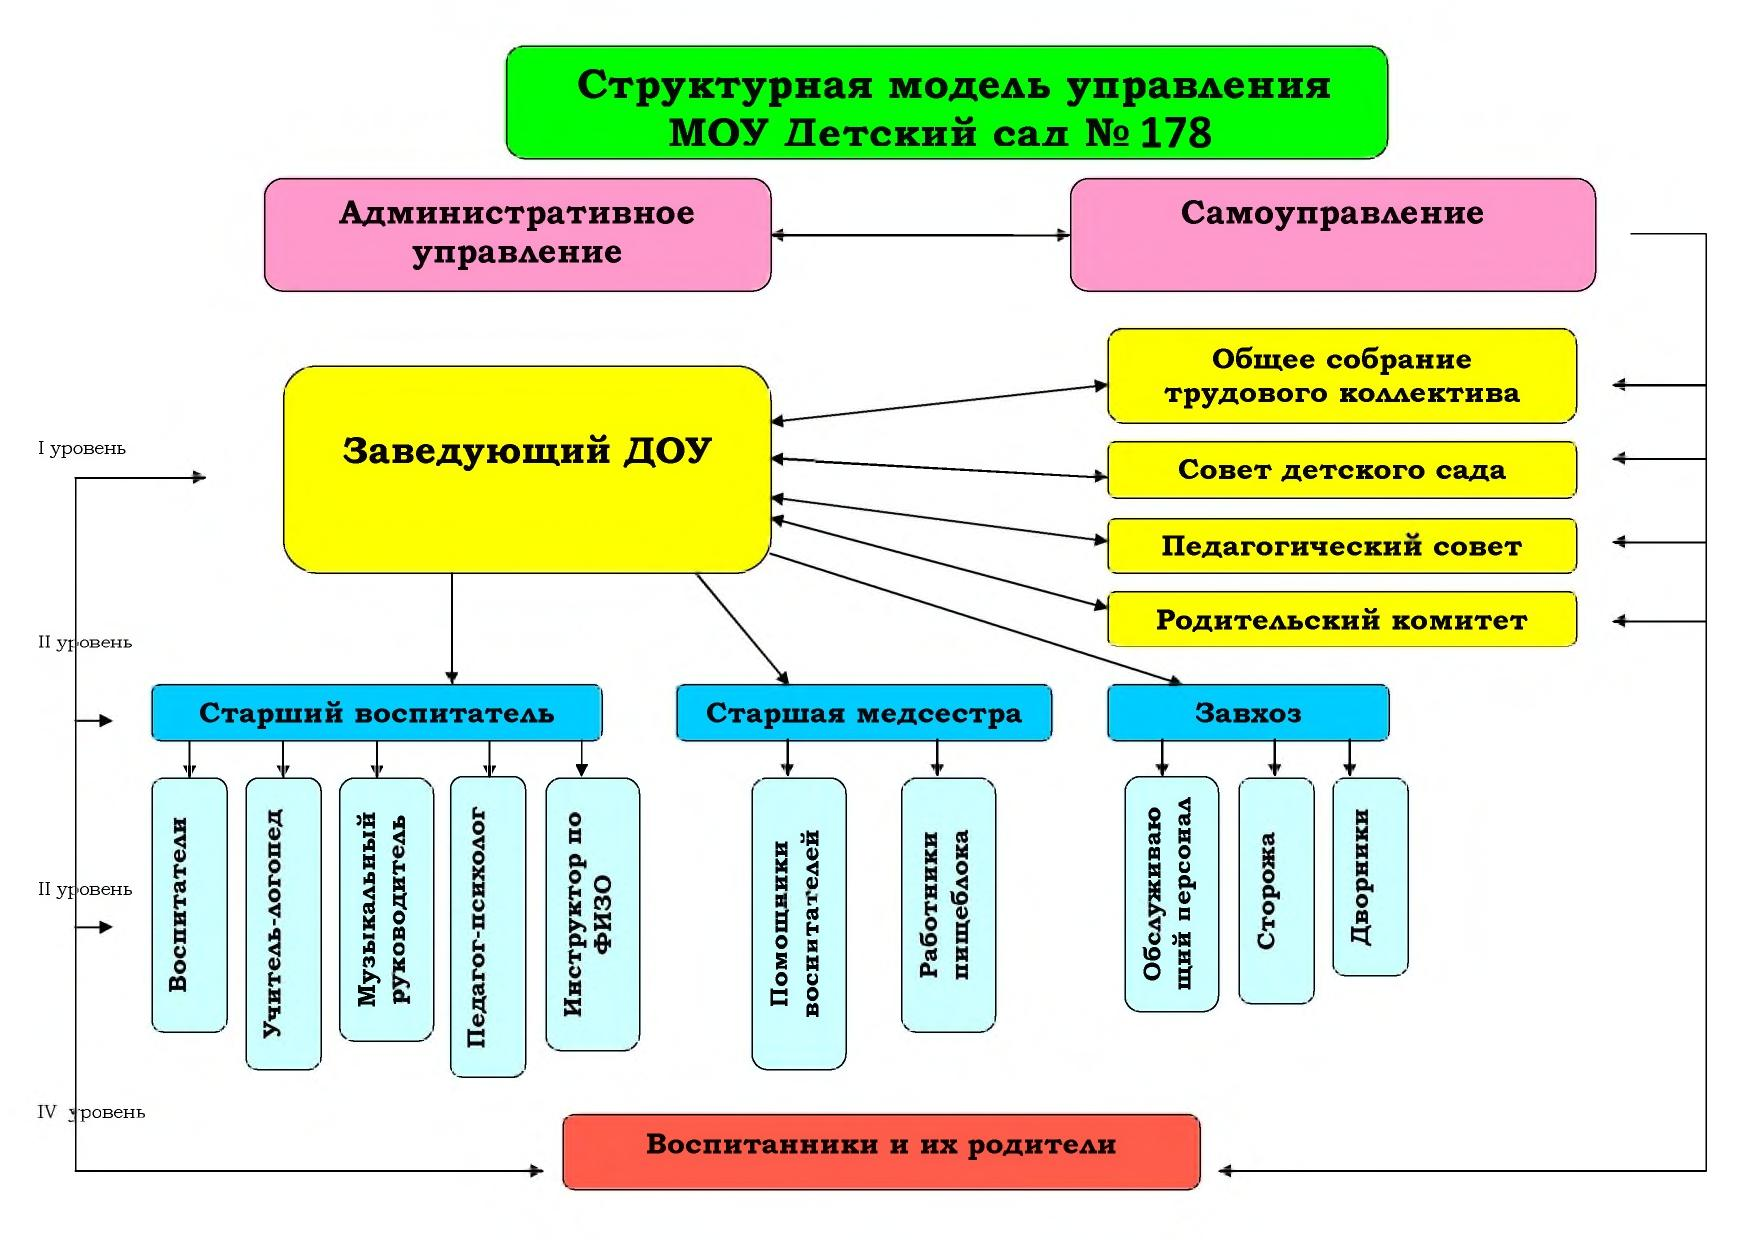 Структурная модель управления
МОУ Детский сад № 178
Административное
управление
Самоуправление
Общее собрание
трудового коллектива
Заведующий ДОУ
I уровень
Совет детского сада
Педагогический совет
Родительский комитет
II уровень
Старший воспитатель
Старшая медсестра
Завхоз
Воспитатели
Учитель-логопед
Музыкальный
руководитель
Педагог-психолог
Инструктор по
ФИЗО
Помощники
воспитателей
Работники
пищеблока
Обслуживаю
щий персонал
Сторожа
Дворники
II уровень
IV уровень
Воспитанники и их родители